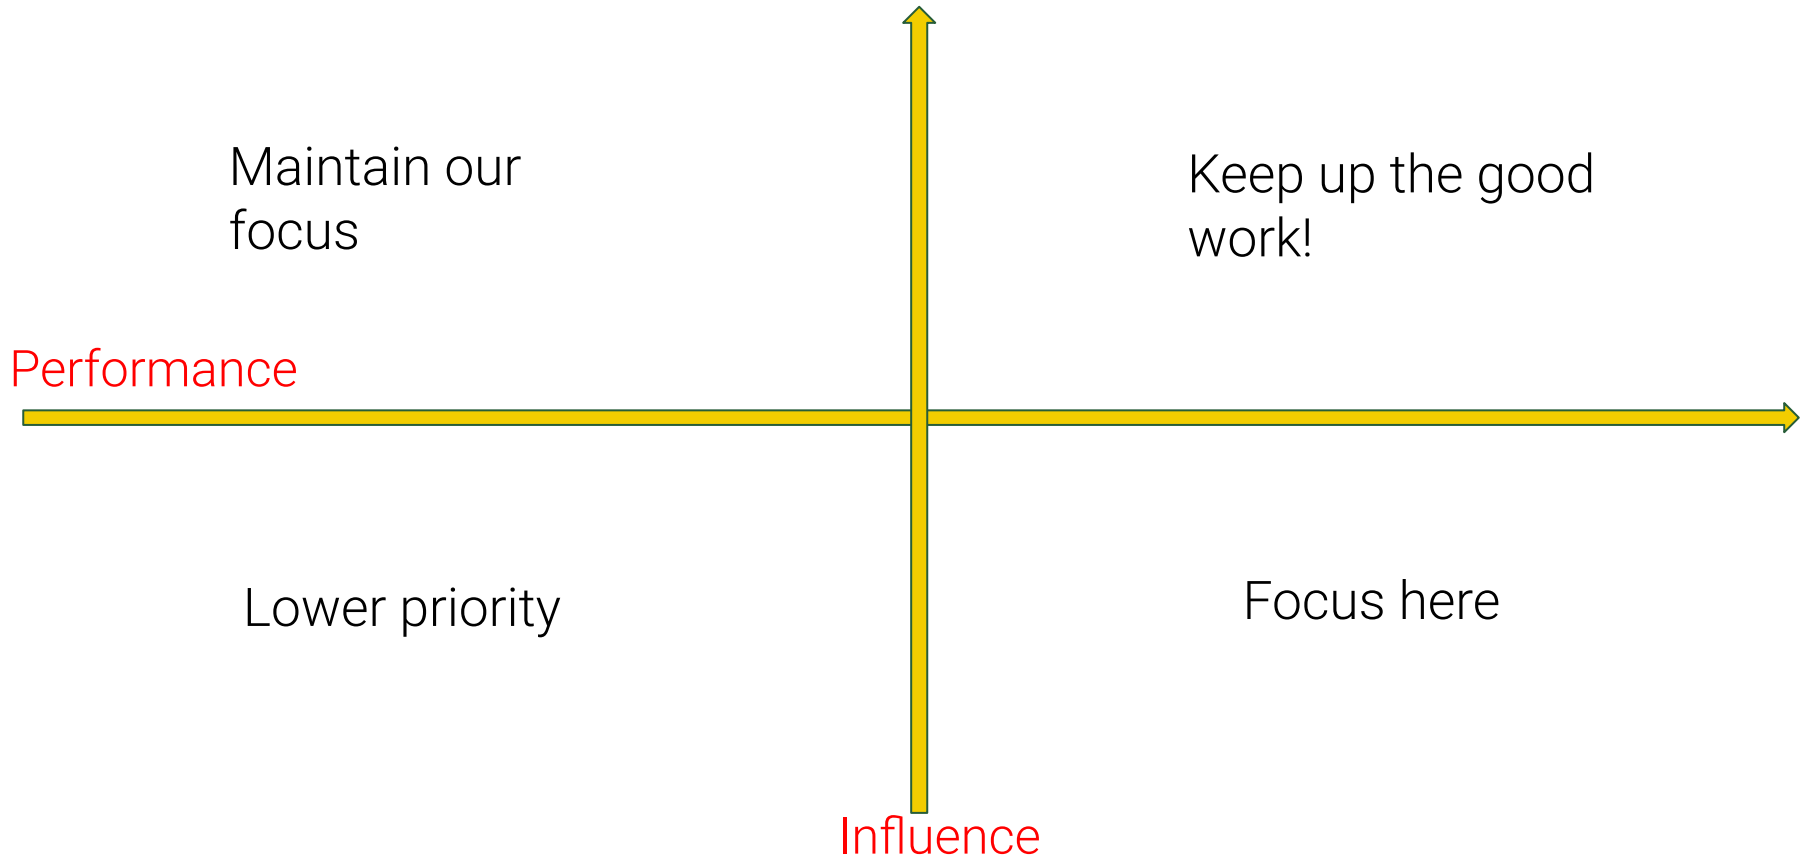 Maintain our
focus
Keep up the good
work!
Performance
Lower priority
Focus here
Influence